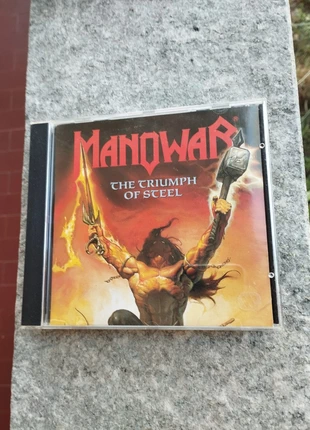 MANOWAR
THE TRIUMPH
OF STEEL